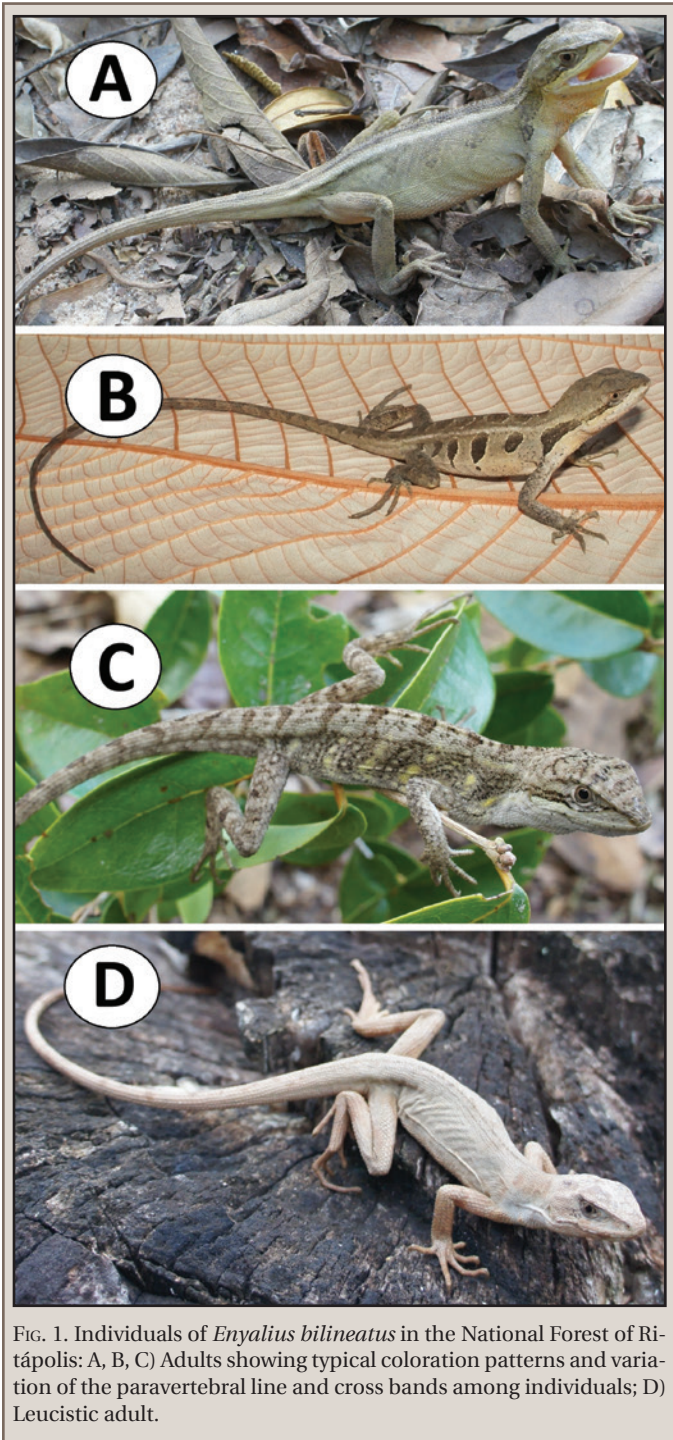 A
B
C
D
FIG. 1. Individuals of Enyalius bilineatus in the National Forest of Ri-
tápolis: A, B, C) Adults showing typical coloration patterns and varia-
tion of the paravertebral line and cross bands among individuals; D)
Leucistic adult.